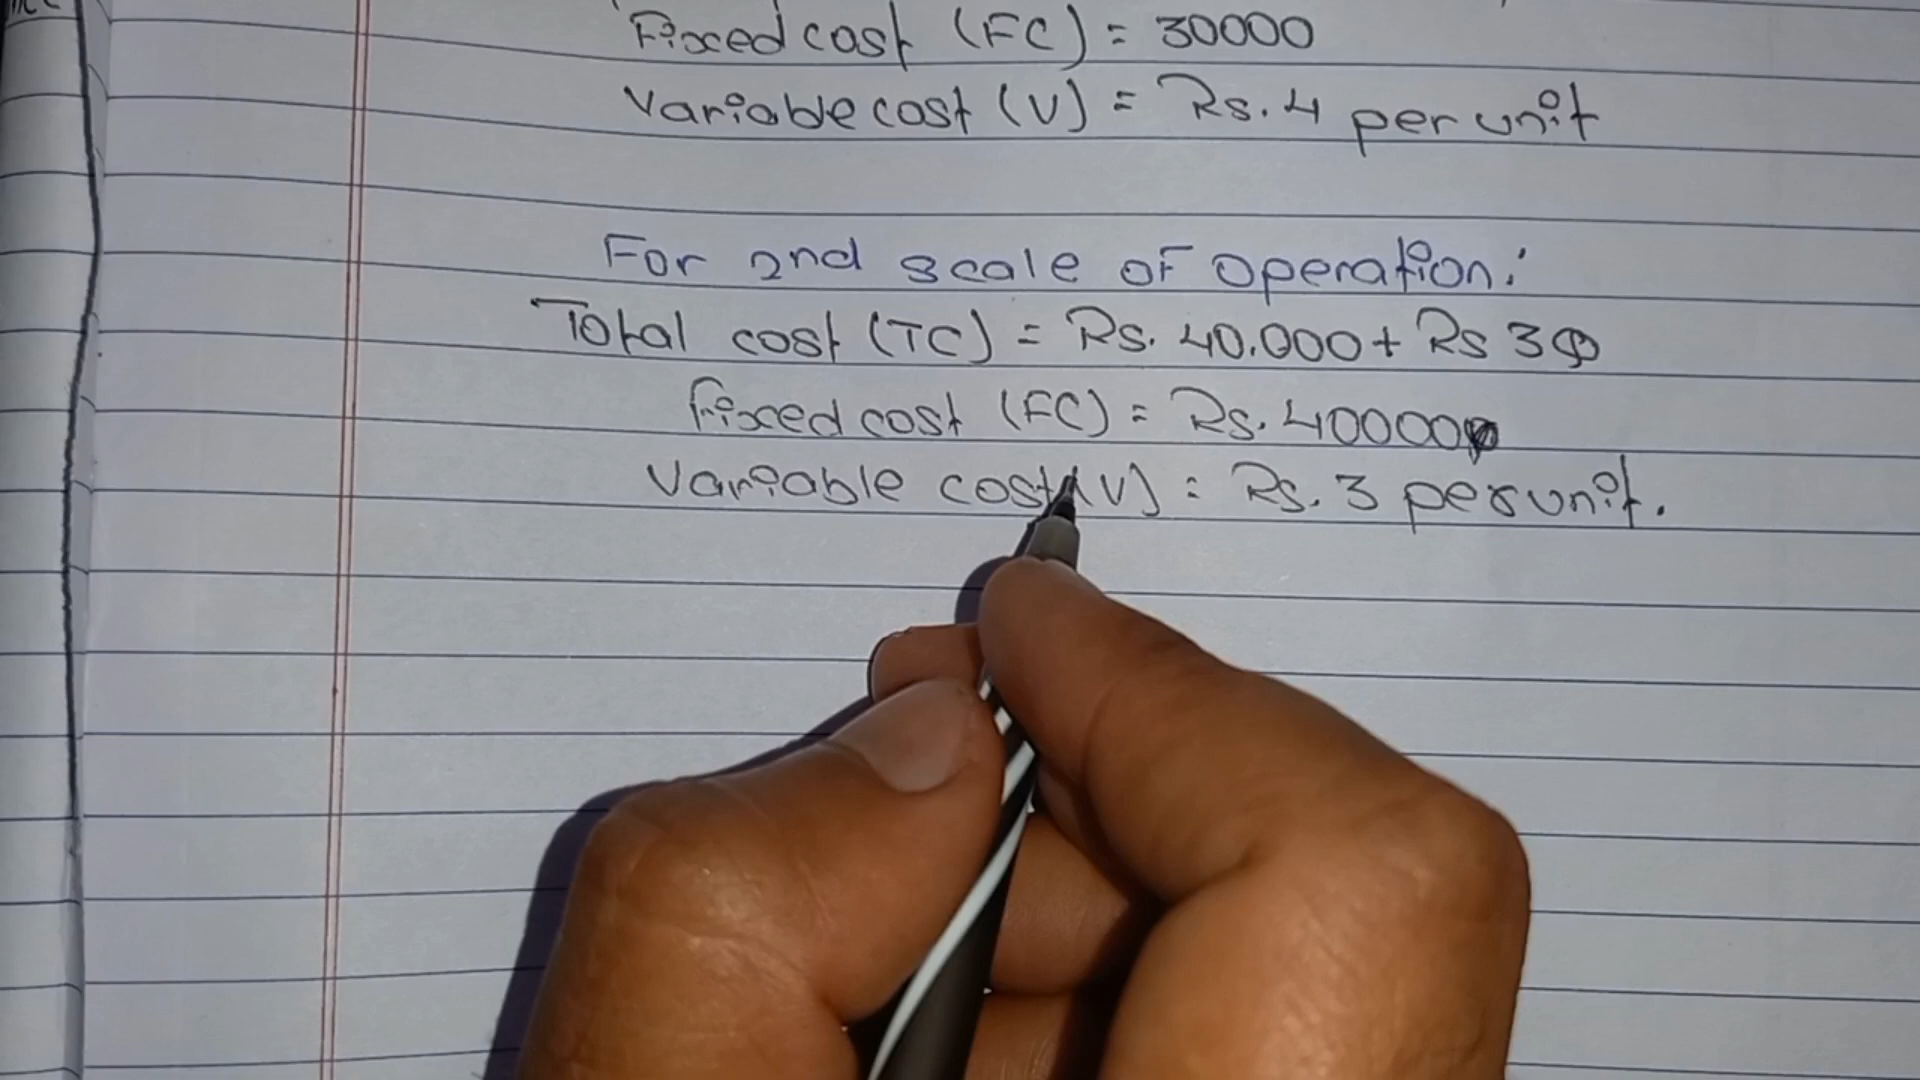 Fixed cost (FC) = 30000
Variable cost (V) = Rs. 4 per unit
For 2nd scale of operation:
Total cost (TC) = Rs. 40.000 + Rs 3Q
Fixed cost (FC) = Rs. 40000
Variable cost (V) = Rs. 3 per unit.